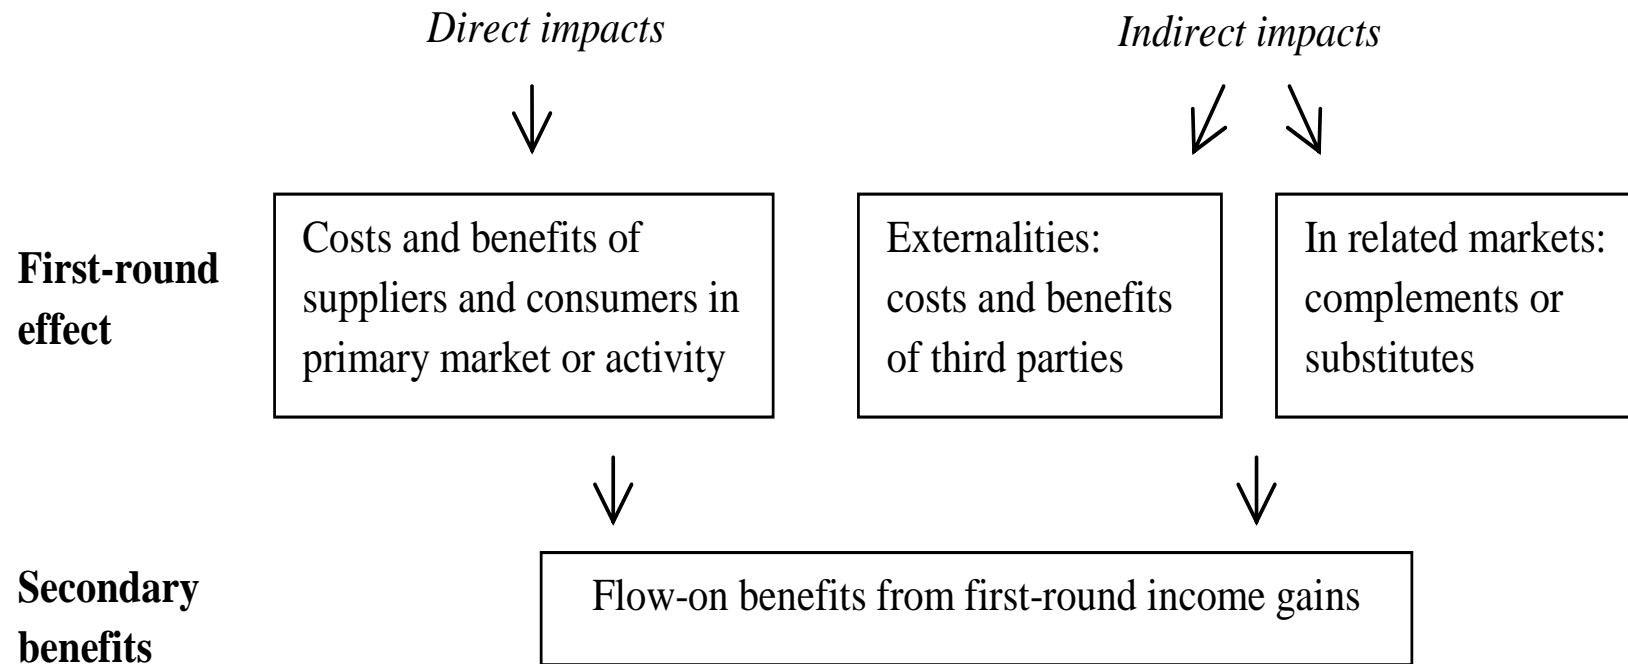 Direct impacts
Indirect impacts
First-round
effect
Costs and benefits of
suppliers and consumers in
primary market or activity
Externalities:
costs and benefits
of third parties
In related markets:
complements or
substitutes
Secondary
benefits
Flow-on benefits from first-round income gains